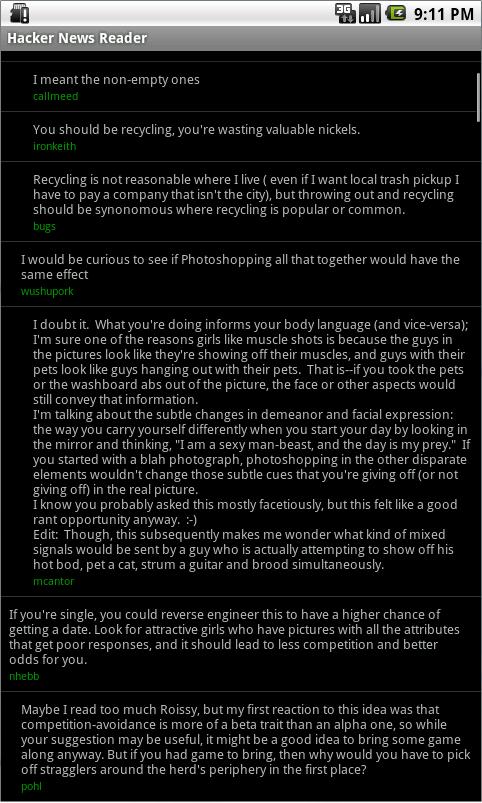 3G 9:11 PM
Hacker News Reader
I meant the non-empty ones
callmeed
You should be recycling, you're wasting valuable nickels.
ironkeith
Recycling is not reasonable where I live ( even if I want local trash pickup I
have to pay a company that isn't the city), but throwing out and recycling
should be synonomous where recycling is popular or common.
bugs
I would be curious to see if Photoshopping all that together would have the
same effect
wushupork
I doubt it.  What you're doing informs your body language (and vice-versa);
I'm sure one of the reasons girls like muscle shots is because the guys in
the pictures look like they're showing off their muscles, and guys with their
pets look like guys hanging out with their pets.  That is--if you took the pets
or the washboard abs out of the picture, the face or other aspects would
still convey that information.
I'm talking about the subtle changes in demeanor and facial expression:
the way you carry yourself differently when you start your day by looking in
the mirror and thinking, "I am a sexy man-beast, and the day is my prey."  If
you started with a blah photograph, photoshopping in the other disparate
elements wouldn't change those subtle cues that you're giving off (or not
giving off) in the real picture.
I know you probably asked this mostly facetiously, but this felt like a good
rant opportunity anyway.  :-)
Edit:  Though, this subsequently makes me wonder what kind of mixed
signals would be sent by a guy who is actually attempting to show off his
hot bod, pet a cat, strum a guitar and brood simultaneously.
mcantor
If you're single, you could reverse engineer this to have a higher chance of
getting a date. Look for attractive girls who have pictures with all the attributes
that get poor responses, and it should lead to less competition and better
odds for you.
nhebb
Maybe I read too much Roissy, but my first reaction to this idea was that
competition-avoidance is more of a beta trait than an alpha one, so while
your suggestion may be useful, it might be a good idea to bring some game
along anyway. But if you had game to bring, then why would you have to pick
off stragglers around the herd's periphery in the first place?
pohl